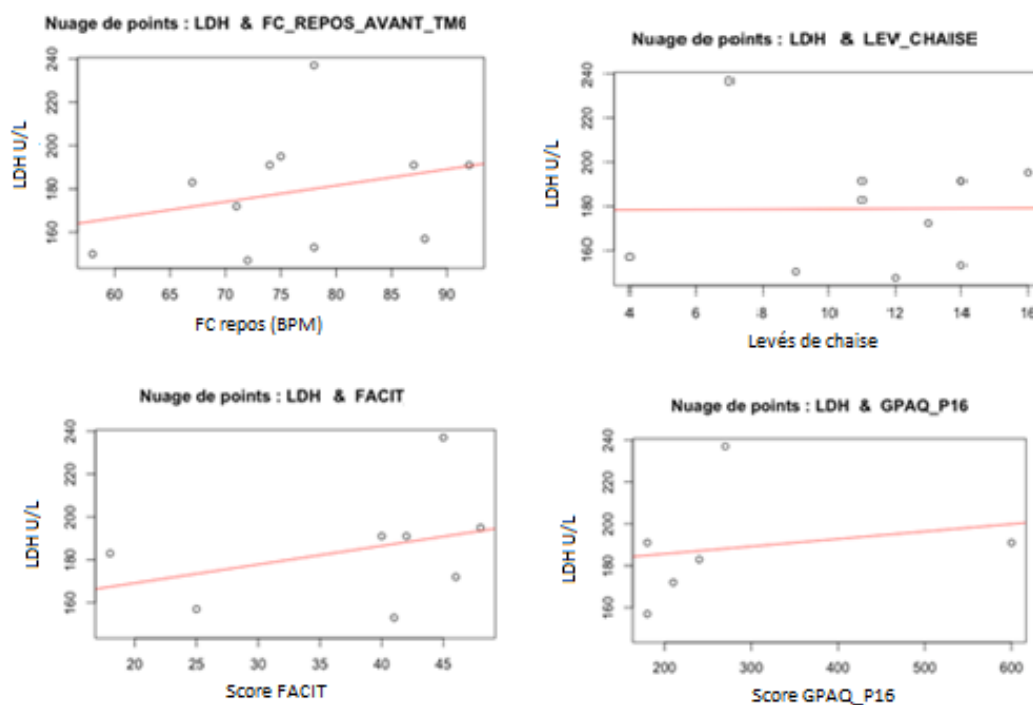 Nuage de points : LDH & FC_REPOS_AVANT_TM6
LDH U/L
240
220
200
180
160
60 65 70 75 80 85 90
FC repos (BPM)
Nuage de points : LDH & LEV_CHAISE
LDH U/L
240
220
200
180
160
4 6 8 10 12 14 16
Levés de chaise
Nuage de points : LDH & FACIT
LDH U/L
240
220
200
180
160
20 25 30 35 40 45
Score FACIT
Nuage de points : LDH & GPAQ_P16
LDH U/L
240
220
200
180
160
200 300 400 500 600
Score GPAQ_P16